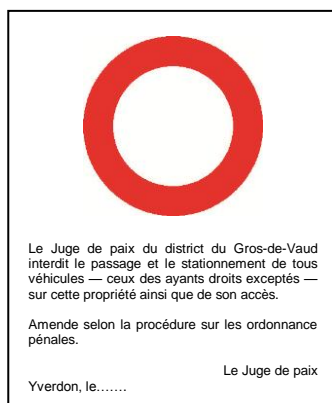 Le Juge de paix du district du Gros-de-Vaud
interdit le passage et le stationnement de tous
véhicules — ceux des ayants droits exceptés —
sur cette propriété ainsi que de son accès.
Amende selon la procédure sur les ordonnance
pénales.
Le Juge de paix
Yverdon, le…….